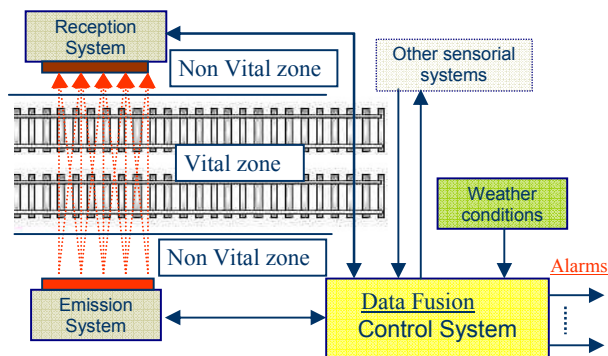 Reception
System
Non Vital zone
Other sensorial
systems
Vital zone
Weather
conditions
Non Vital zone
Alarms
Emission
System
Data Fusion
Control System